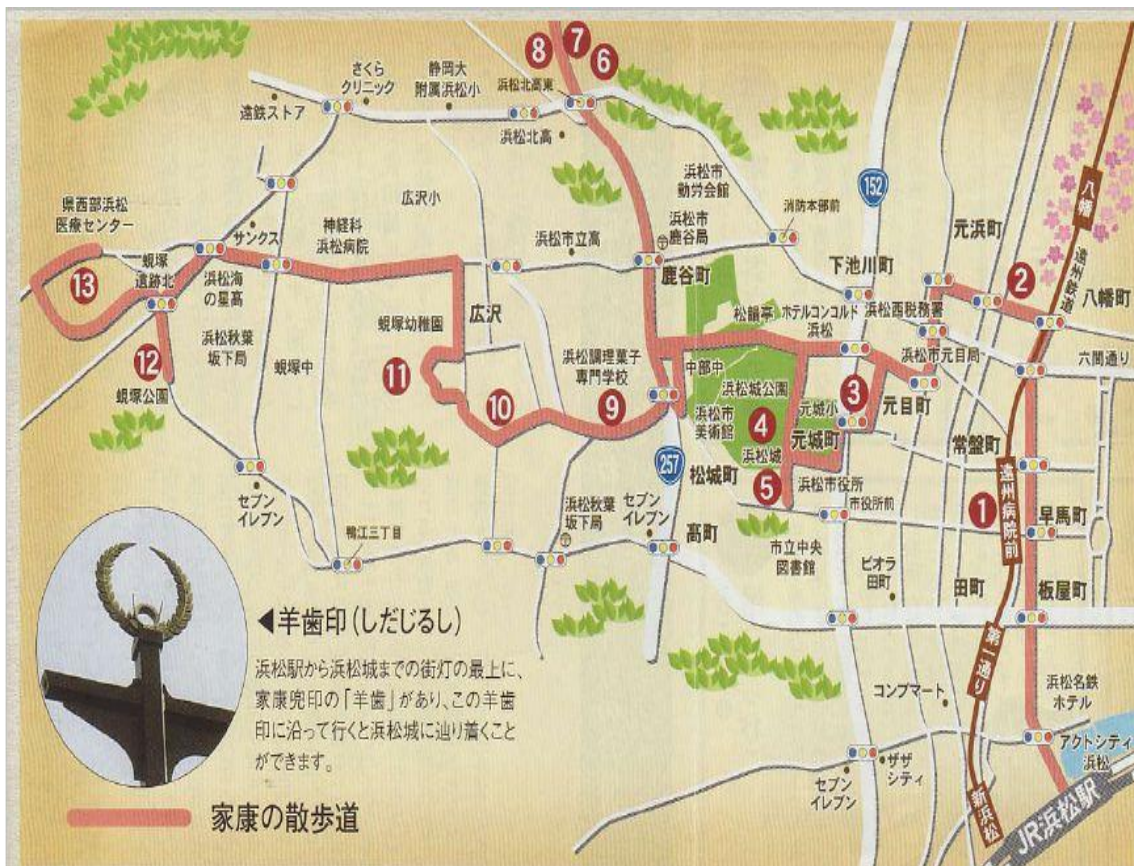 8
7
6
さくら
クリニック
静岡大
附属浜松小
浜松北高東
遠鉄ストア
浜松北高
浜松市
勤労会館
152
消防本部前
元浜町
八幡
遠州鉄道
県西部浜松
医療センター
サンクス
神経科
浜松病院
広沢小
浜松市立高
浜松市
鹿谷局
鹿谷町
下池川町
2
八幡町
蜆塚
遺跡北
13
浜松海
の星高
広沢
松韻亭
ホテルコンコルド
浜松
浜松西税務署
六間通り
蜆塚幼稚園
浜松秋葉
坂下局
蜆塚中
浜松調理菓子
専門学校
中部中
浜松市元目局
12
蜆塚公園
11
10
9
浜松城公園
浜松市
美術館
4
浜松城
元城小
元城町
3
元目町
常盤町
257
松城町
5
浜松市役所
市役所前
1
遠州病院前
早馬町
セブン
イレブン
鴨江三丁目
浜松秋葉
坂下局
セブン
イレブン
高町
市立中央
図書館
ビオラ
田町
田町
板屋町
第一通り
◀羊歯印(しだじるし)
浜松駅から浜松城までの街灯の最上に、
家康兜印の「羊歯」があり、この羊歯
印に沿って行くと浜松城に辿り着くこと
ができます。
コンプマート
浜松名鉄
ホテル
アクトシティ
浜松
ザザ
シティ
セブン
イレブン
新浜松
JR浜松駅
家康の散歩道